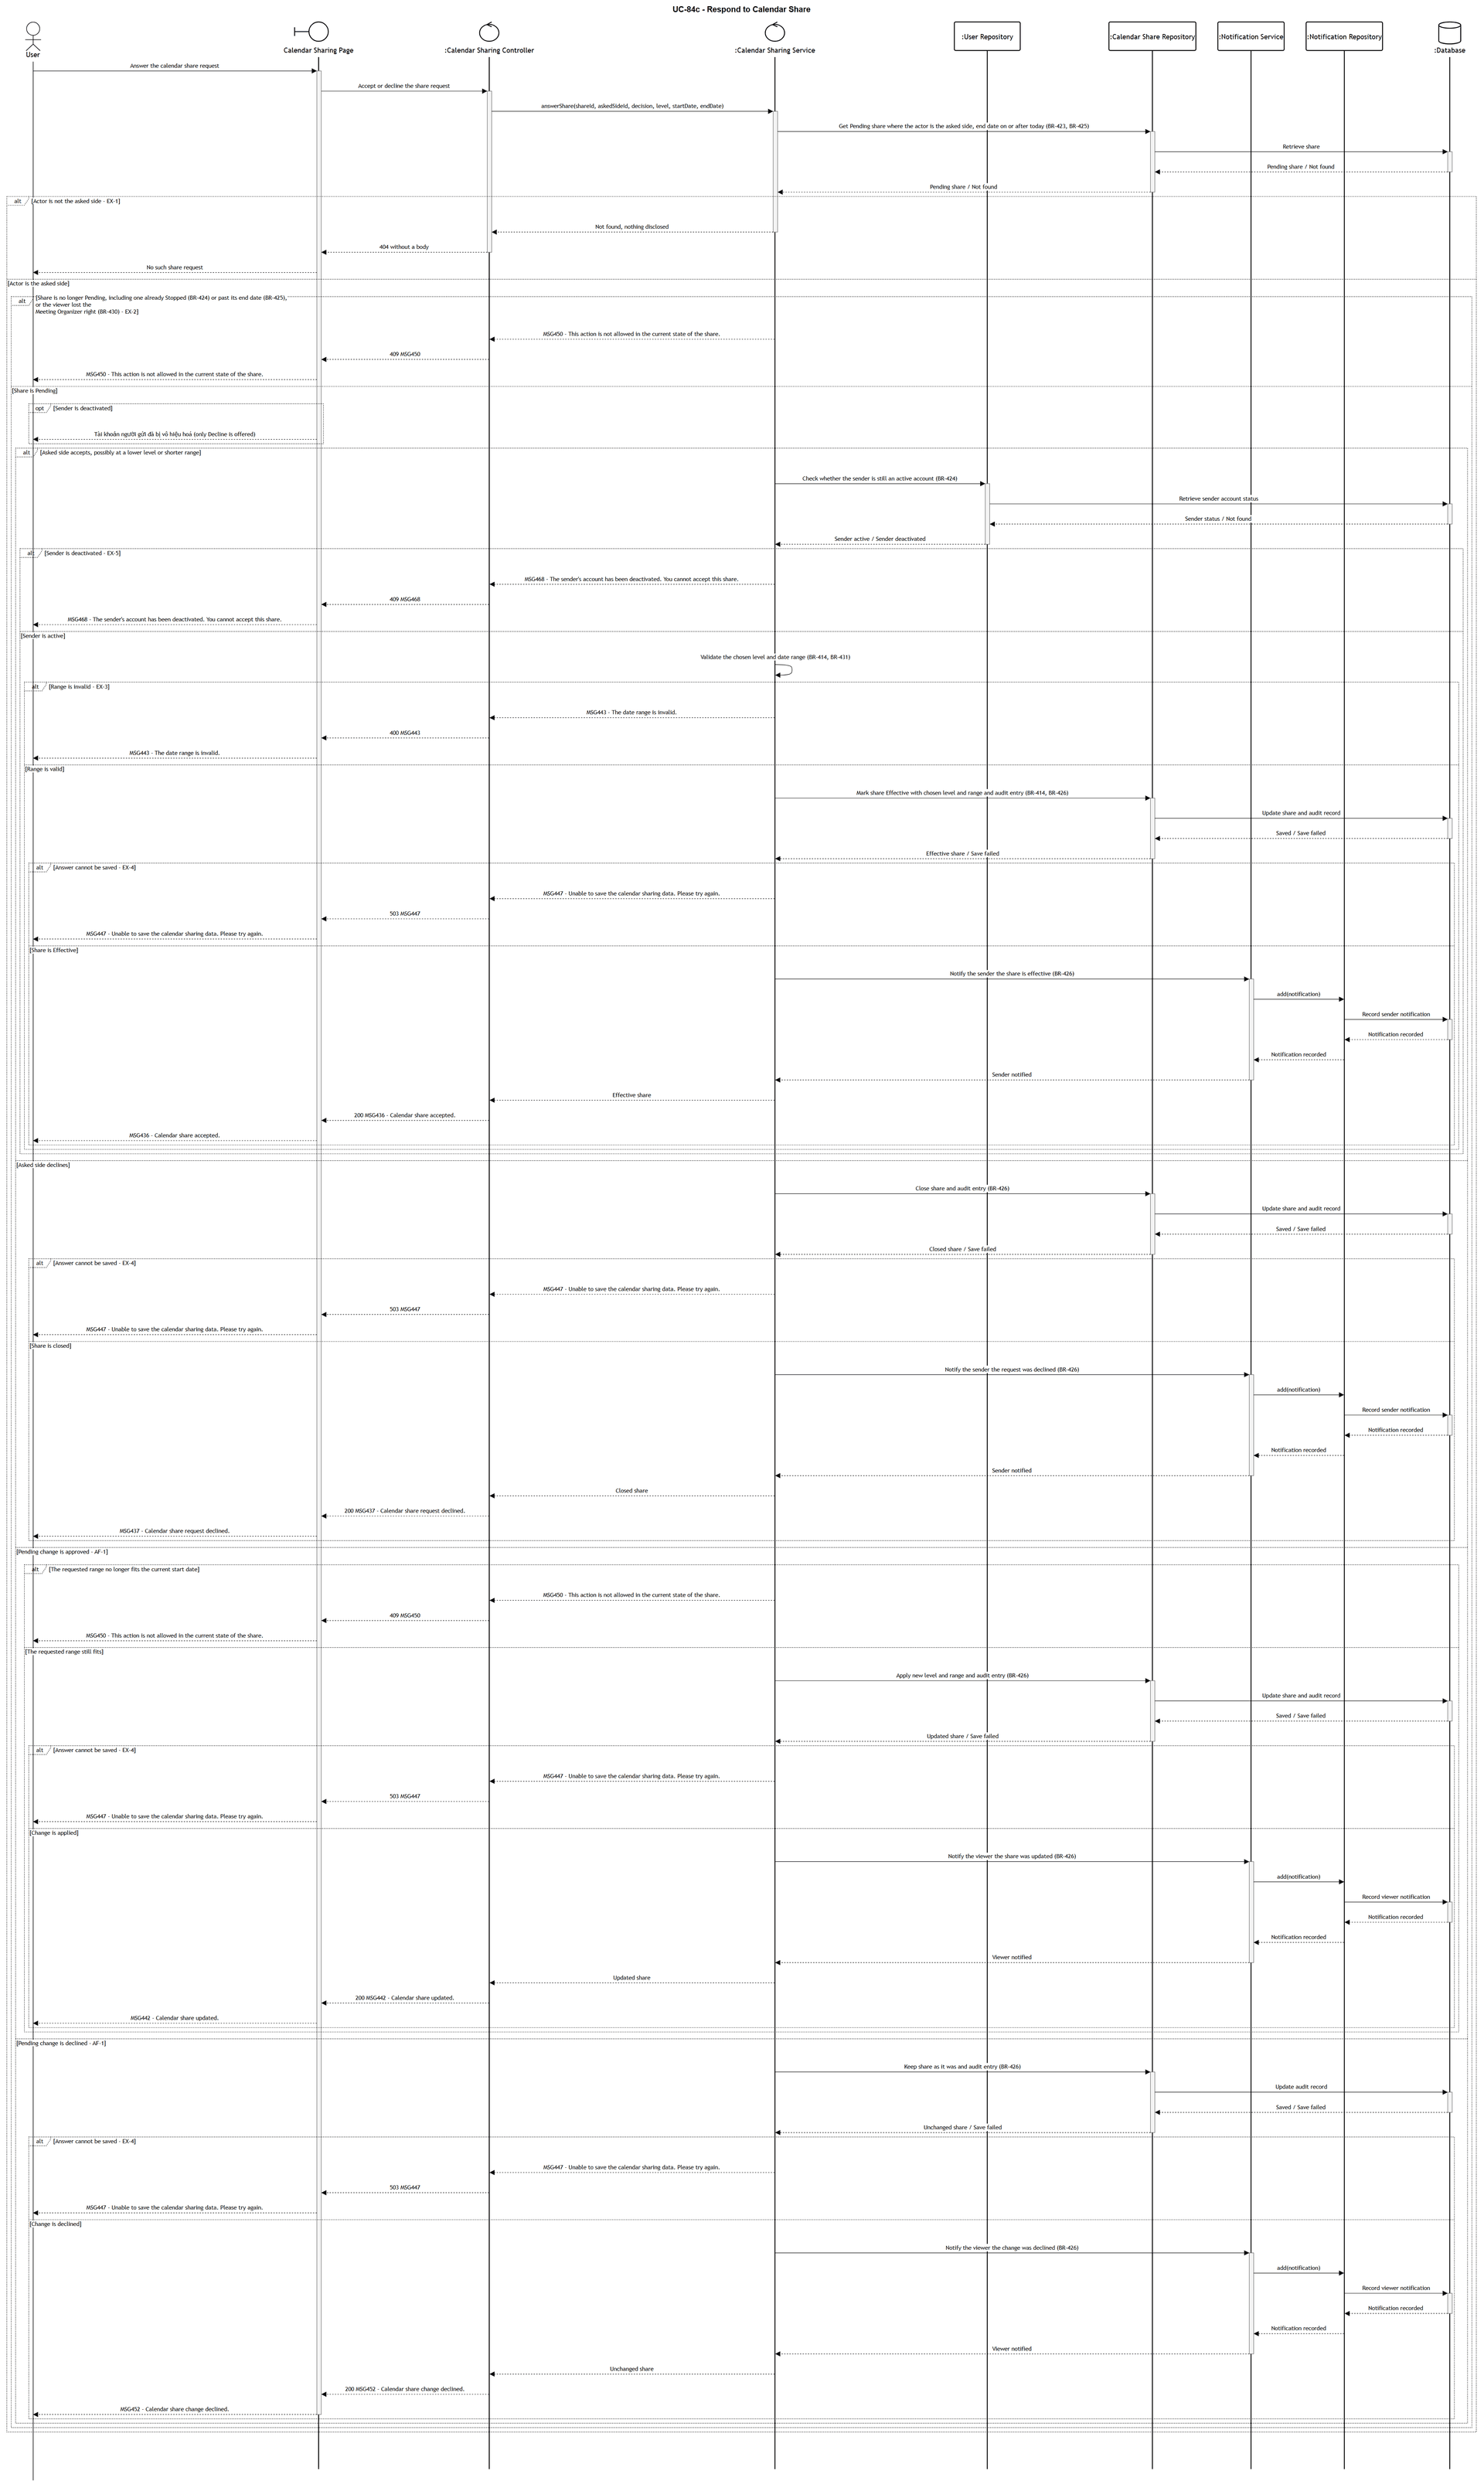 UC-84c - Respond to Calendar Share
User
Calendar Sharing Page
:Calendar Sharing Controller
:Calendar Sharing Service
:User Repository
:Calendar Share Repository
:Notification Service
:Notification Repository
:Database
Answer the calendar share request
Accept or decline the share request
answerShare(shareId, askedSideId, decision, level, startDate, endDate)
Get Pending share where the actor is the asked side, end date on or after today (BR-423, BR-425)
Retrieve share
Pending share / Not found
Pending share / Not found
alt [Actor is not the asked side - EX-1]
Not found, nothing disclosed
404 without a body
No such share request
[Actor is the asked side]
alt [Share is no longer Pending, including one already Stopped (BR-424) or past its end date (BR-425),
or the viewer lost the
Meeting Organizer right (BR-430) - EX-2]
MSG450 - This action is not allowed in the current state of the share.
409 MSG450
MSG450 - This action is not allowed in the current state of the share.
[Share is Pending]
opt [Sender is deactivated]
Tài khoản người gửi đã bị vô hiệu hoá (only Decline is offered)
alt [Asked side accepts, possibly at a lower level or shorter range]
Check whether the sender is still an active account (BR-424)
Retrieve sender account status
Sender status / Not found
Sender active / Sender deactivated
alt [Sender is deactivated - EX-5]
MSG468 - The sender's account has been deactivated. You cannot accept this share.
409 MSG468
MSG468 - The sender's account has been deactivated. You cannot accept this share.
[Sender is active]
Validate the chosen level and date range (BR-414, BR-431)
alt [Range is invalid - EX-3]
MSG443 - The date range is invalid.
400 MSG443
MSG443 - The date range is invalid.
[Range is valid]
Mark share Effective with chosen level and range and audit entry (BR-414, BR-426)
Update share and audit record
Saved / Save failed
Effective share / Save failed
alt [Answer cannot be saved - EX-4]
MSG447 - Unable to save the calendar sharing data. Please try again.
503 MSG447
MSG447 - Unable to save the calendar sharing data. Please try again.
[Share is Effective]
Notify the sender the share is effective (BR-426)
add(notification)
Record sender notification
Notification recorded
Notification recorded
Sender notified
Effective share
200 MSG436 - Calendar share accepted.
MSG436 - Calendar share accepted.
[Asked side declines]
Close share and audit entry (BR-426)
Update share and audit record
Saved / Save failed
Closed share / Save failed
alt [Answer cannot be saved - EX-4]
MSG447 - Unable to save the calendar sharing data. Please try again.
503 MSG447
MSG447 - Unable to save the calendar sharing data. Please try again.
[Share is closed]
Notify the sender the request was declined (BR-426)
add(notification)
Record sender notification
Notification recorded
Notification recorded
Sender notified
Closed share
200 MSG437 - Calendar share request declined.
MSG437 - Calendar share request declined.
[Pending change is approved - AF-1]
alt [The requested range no longer fits the current start date]
MSG450 - This action is not allowed in the current state of the share.
409 MSG450
MSG450 - This action is not allowed in the current state of the share.
[The requested range still fits]
Apply new level and range and audit entry (BR-426)
Update share and audit record
Saved / Save failed
Updated share / Save failed
alt [Answer cannot be saved - EX-4]
MSG447 - Unable to save the calendar sharing data. Please try again.
503 MSG447
MSG447 - Unable to save the calendar sharing data. Please try again.
[Change is applied]
Notify the viewer the share was updated (BR-426)
add(notification)
Record viewer notification
Notification recorded
Notification recorded
Viewer notified
Updated share
200 MSG442 - Calendar share updated.
MSG442 - Calendar share updated.
[Pending change is declined - AF-1]
Keep share as it was and audit entry (BR-426)
Update audit record
Saved / Save failed
Unchanged share / Save failed
alt [Answer cannot be saved - EX-4]
MSG447 - Unable to save the calendar sharing data. Please try again.
503 MSG447
MSG447 - Unable to save the calendar sharing data. Please try again.
[Change is declined]
Notify the viewer the change was declined (BR-426)
add(notification)
Record viewer notification
Notification recorded
Notification recorded
Viewer notified
Unchanged share
200 MSG452 - Calendar share change declined.
MSG452 - Calendar share change declined.